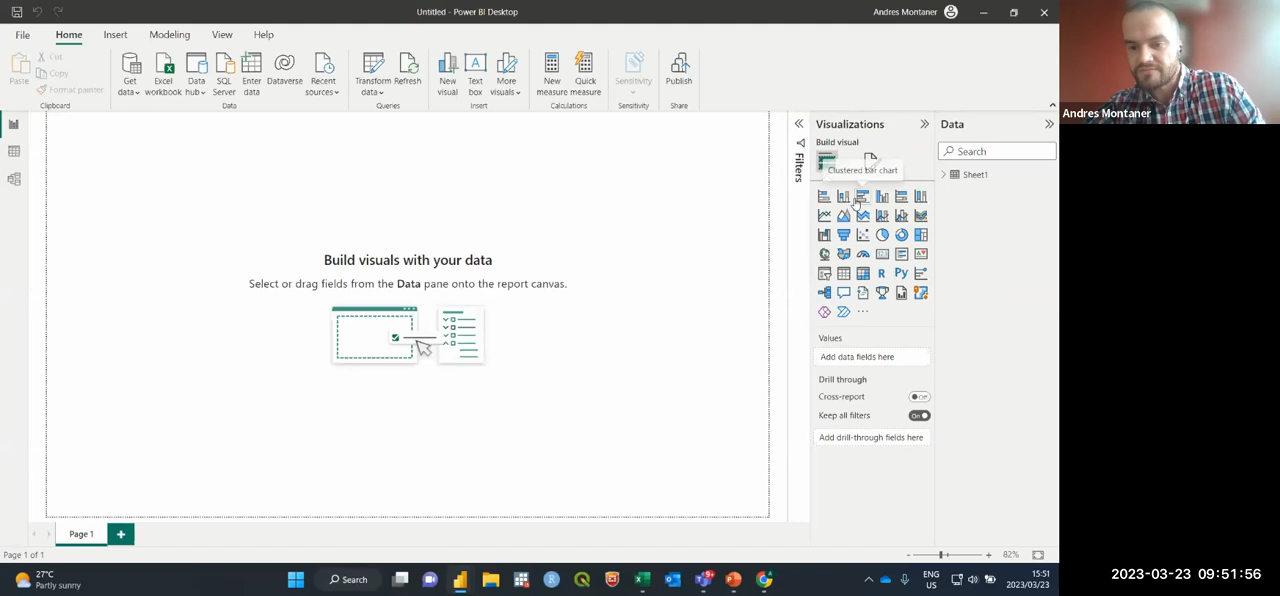 Untitled - Power BI Desktop
Andres Montaner
File Home Insert Modeling View Help
Paste
Cut
Copy
Format painter
Clipboard
Get data
Excel workbook
Data hub
SQL Server
Enter data
Dataverse
Recent sources
Data
Transform data
Refresh
Queries
New visual
Text box
More visuals
Insert
New measure
Quick measure
Calculations
Sensitivity
Sensitivity
Publish
Share
Build visuals with your data
Select or drag fields from the Data pane onto the report canvas.
Filters
Visualizations
Build visual
Clustered bar chart
R
Py
Values
Add data fields here
Drill through
Cross-report
Off
Keep all filters
On
Add drill-through fields here
Data
Search
Sheet1
Andres Montaner
Page 1
Page 1 of 1
82%
27°C
Partly sunny
Search
ENG
US
15:51
2023/03/23
2023-03-23 09:51:56